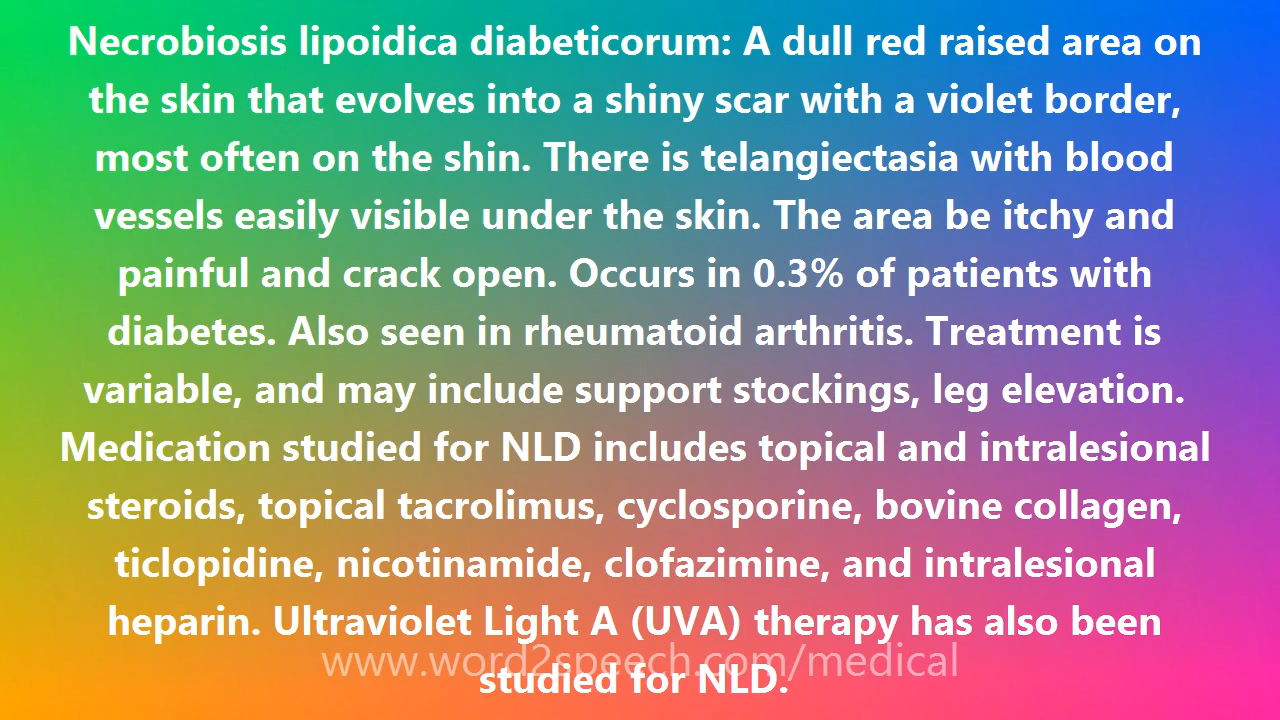 Necrobiosis lipoidica diabeticorum: A dull red raised area on
the skin that evolves into a shiny scar with a violet border,
most often on the shin. There is telangiectasia with blood
vessels easily visible under the skin. The area be itchy and
painful and crack open. Occurs in 0.3% of patients with
diabetes. Also seen in rheumatoid arthritis. Treatment is
variable, and may include support stockings, leg elevation.
Medication studied for NLD includes topical and intralesional
steroids, topical tacrolimus, cyclosporine, bovine collagen,
ticlopidine, nicotinamide, clofazimine, and intralesional
heparin. Ultraviolet Light A (UVA) therapy has also been
www.word2speech.com/medical
studied for NLD.